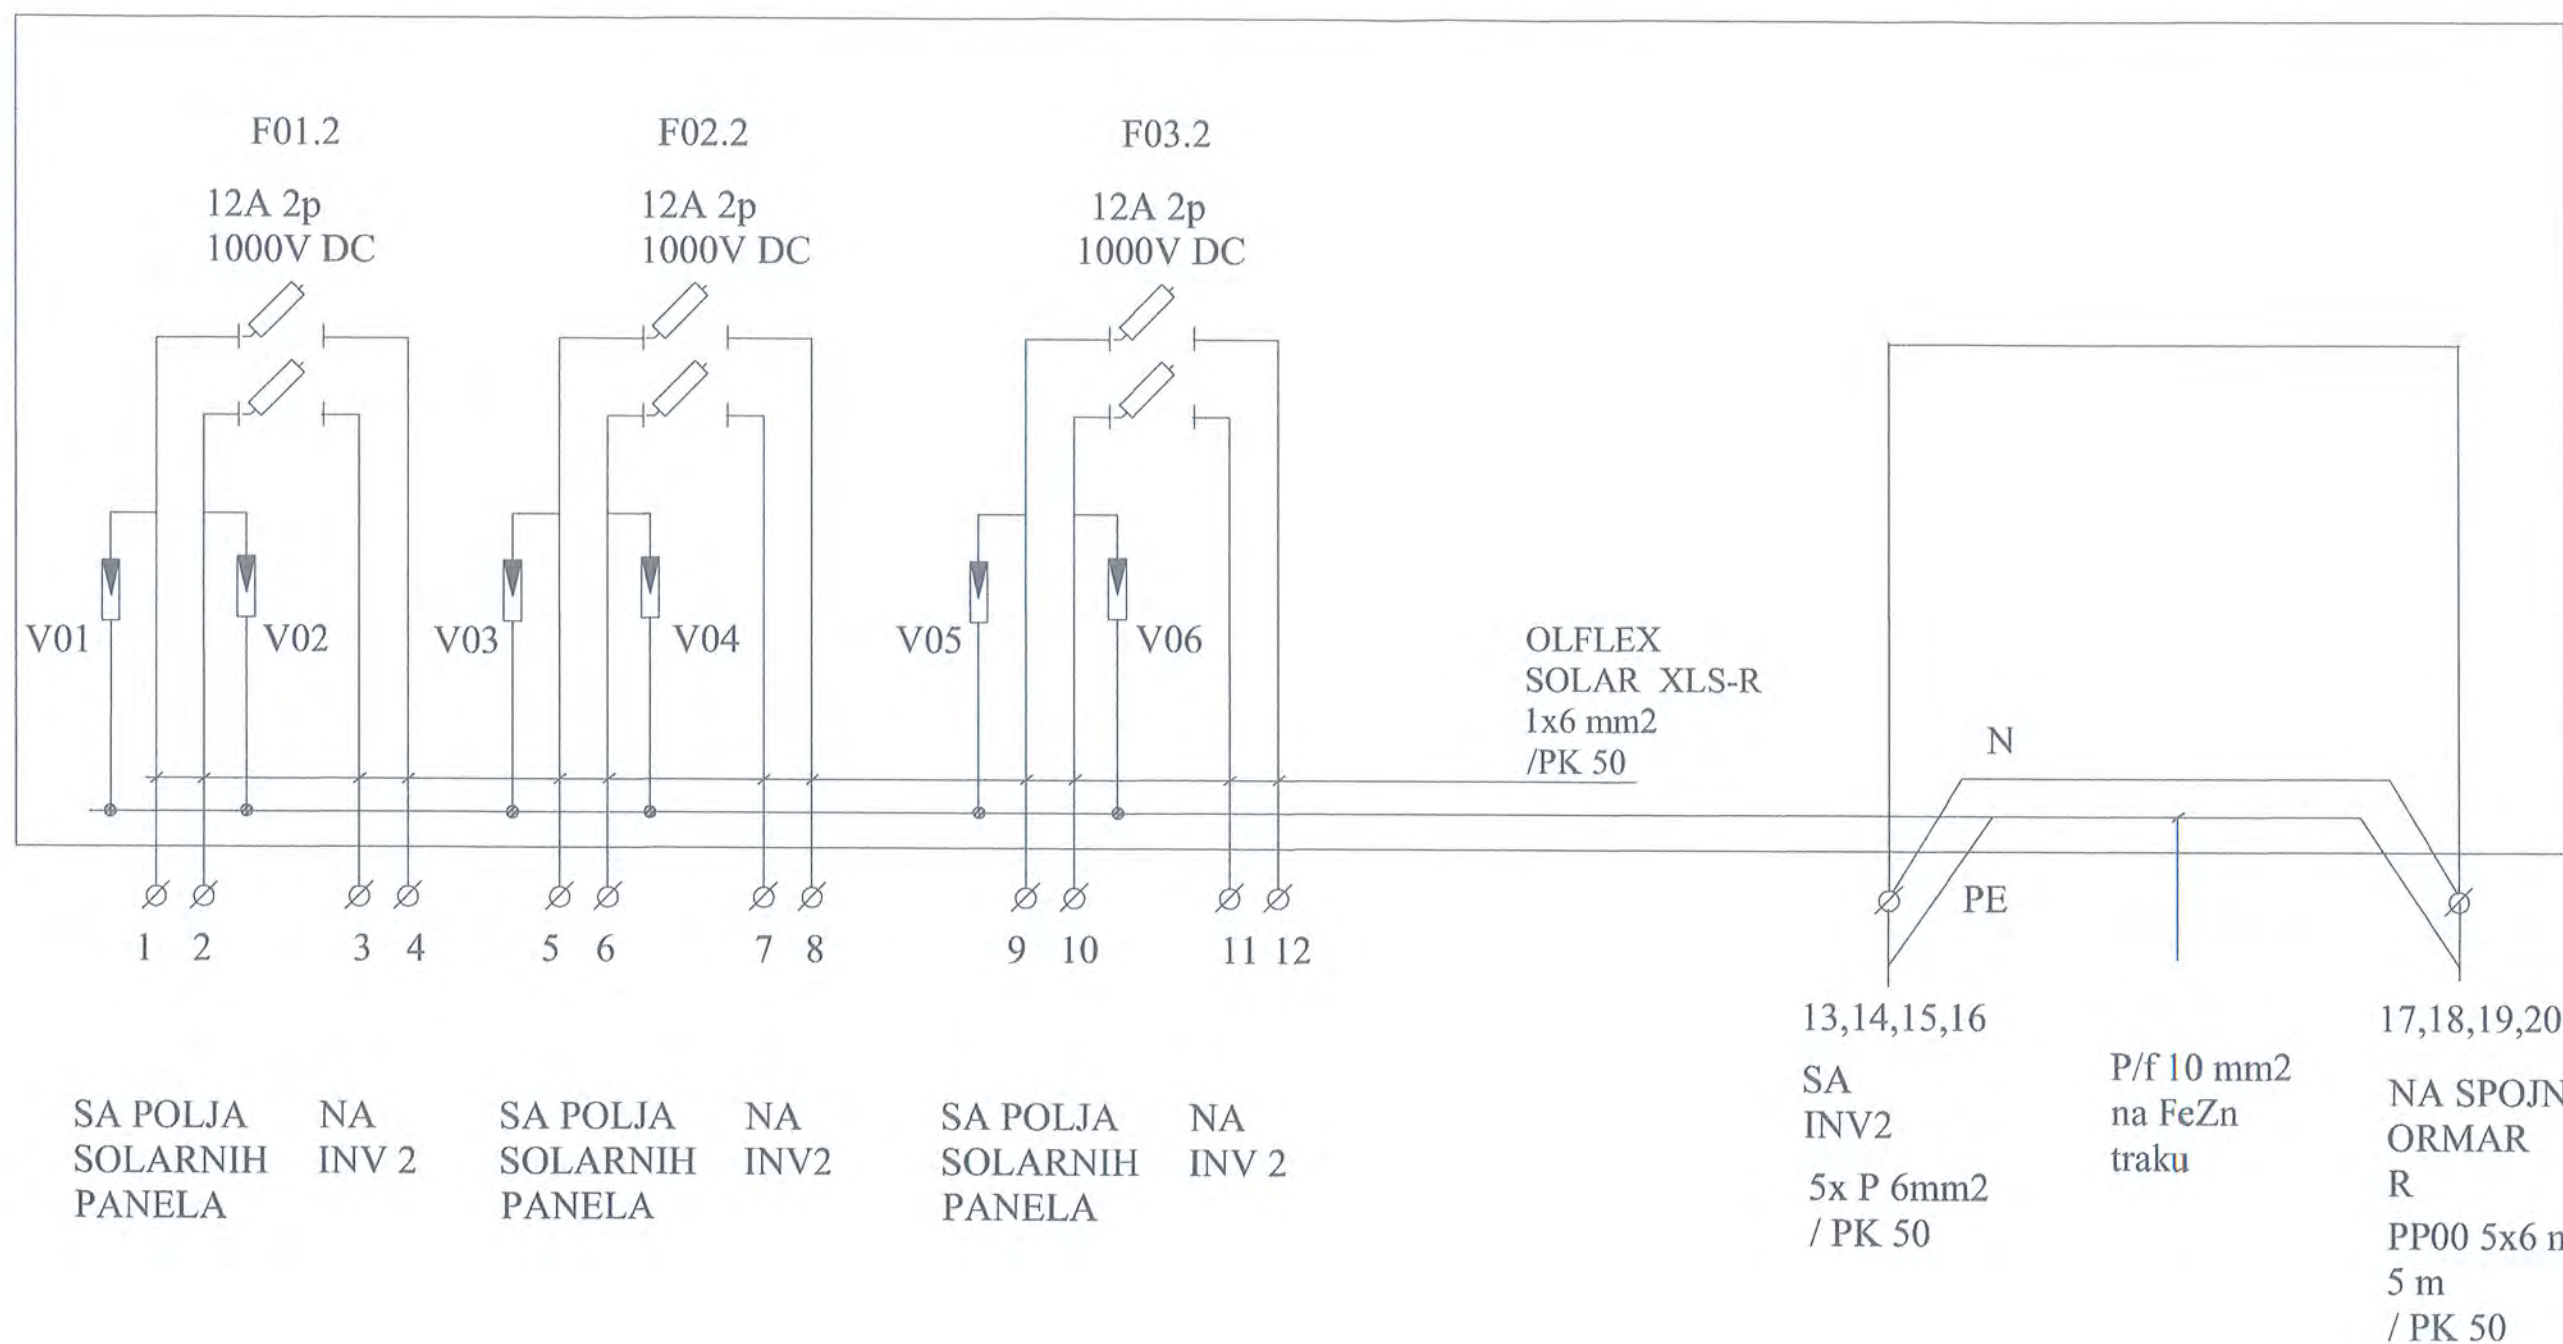 F01.2
12A 2p
1000V DC
F02.2
12A 2p
1000V DC
F03.2
12A 2p
1000V DC
V01
V02
V03
V04
V05
V06
OLFLEX
SOLAR XLS-R
1x6 mm2
/PK 50
N
PE
1
2
3
4
5
6
7
8
9
10
11
12
13,14,15,16
17,18,19,20
SA POLJA
SOLARNIH
PANELA
NA
INV 2
SA POLJA
SOLARNIH
PANELA
NA
INV2
SA POLJA
SOLARNIH
PANELA
NA
INV 2
SA
INV2
5x P 6mm2
/ PK 50
P/f 10 mm2
na FeZn
traku
NA SPOJN
ORMAR
R
PP00 5x6
5 m
/ PK 50